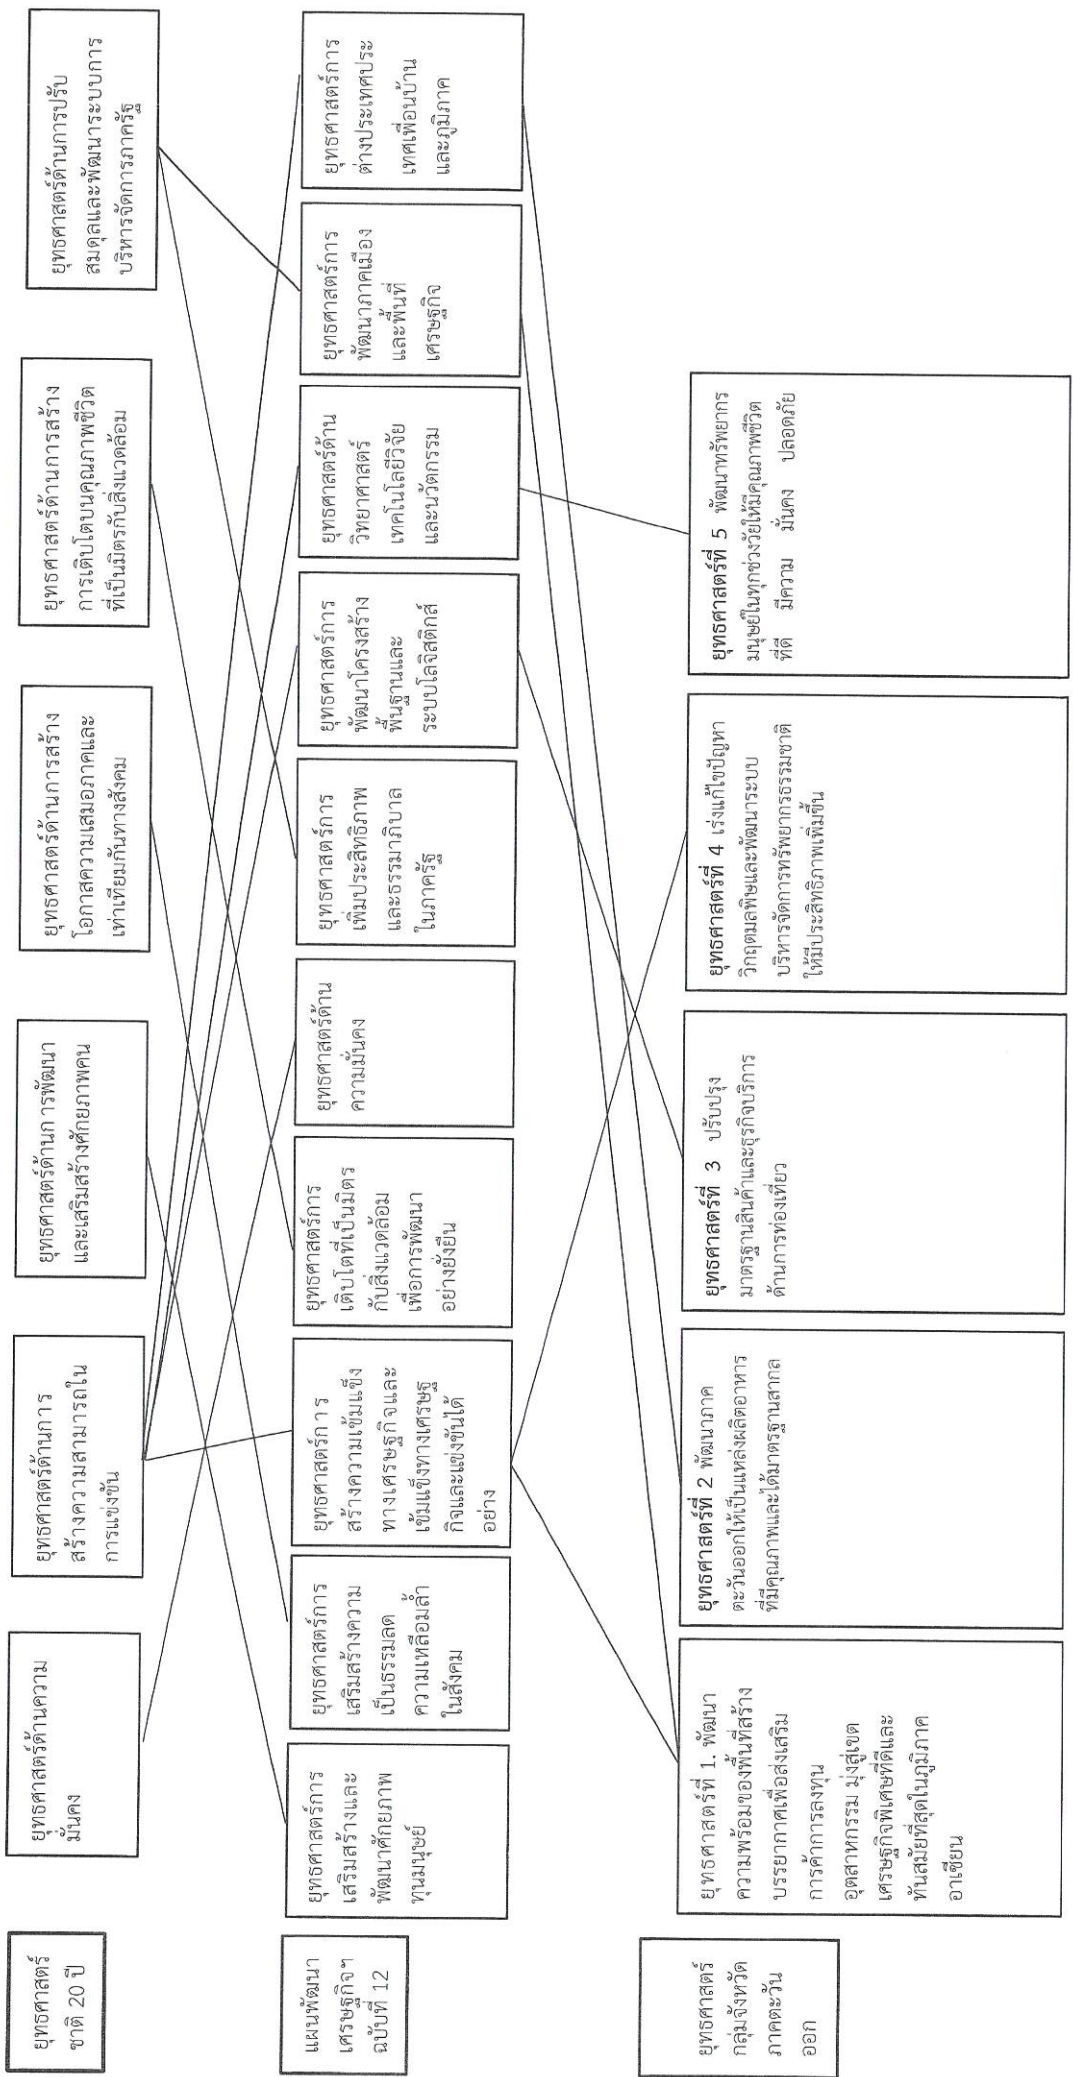 ยุทธศาสตร์
ชาติ 20 ปี
ยุทธศาสตร์ด้านความ
มั่นคง
ยุทธศาสตร์ด้านการ
สร้างความสามารถใน
การแข่งขัน
ยุทธศาสตร์ด้านการพัฒนา
และเสริมสร้างศักยภาพคน
ยุทธศาสตร์ด้านการสร้าง
โอกาสความเสมอภาคและ
เท่าเทียมกันทางสังคม
ยุทธศาสตร์ด้านการสร้าง
การเติบโตบนคุณภาพชีวิต
ที่เป็นมิตรกับสิ่งแวดล้อม
ยุทธศาสตร์ด้านการปรับ
สมดุลและพัฒนาระบบการ
บริหารจัดการภาครัฐ
แผนพัฒนา
เศรษฐกิจฯ
ฉบับที่ 12
ยุทธศาสตร์การ
เสริมสร้างและ
พัฒนาศักยภาพ
ทุนมนุษย์
ยุทธศาสตร์การ
เสริมสร้างความ
เป็นธรรมลด
ความเหลือมล้ำ
ในสังคม
ยุทธศาสตร์การ
สร้างความเข้มแข็ง
ทางเศรษฐกิจและ
เข้มแข็งทางเศรษฐ
กิจและแข่งขันได้
อย่าง
ยุทธศาสตร์การ
เติบโตที่เป็นมิตร
กับสิ่งแวดล้อม
เพื่อการพัฒนา
อย่างยั่งยืน
ยุทธศาสตร์ด้าน
ความมั่นคง
ยุทธศาสตร์การ
เพิ่มประสิทธิภาพ
และธรรมาภิบาล
ในภาครัฐ
ยุทธศาสตร์การ
พัฒนาโครงสร้าง
พื้นฐานและ
ระบบโลจิสติกส์
ยุทธศาสตร์ด้าน
วิทยาศาสตร์
เทคโนโลยีวิจัย
และนวัตกรรม
ยุทธศาสตร์การ
พัฒนาภาคเมือง
และพื้นที่
เศรษฐกิจ
ยุทธศาสตร์การ
ต่างประเทศประ
เทศเพื่อนบ้าน
และภูมิภาค
ยุทธศาสตร์
กลุ่มจังหวัด
ภาคตะวัน
ออก
ยุทธศาสตร์ที่ 1. พัฒนา
ความพร้อมของพื้นที่สร้าง
บรรยากาศเพื่อส่งเสริม
การค้าการลงทุน
อุตสาหกรรม มุ่งสู่เขต
เศรษฐกิจพิเศษที่ดีและ
ทันสมัยที่สุดในภูมิภาค
อาเซียน
ยุทธศาสตร์ที่ 2 พัฒนาภาค
ตะวันออกให้เป็นแหล่งผลิตอาหาร
ที่มีคุณภาพและได้มาตรฐานสากล
ยุทธศาสตร์ที่ 3 ปรับปรุง
มาตรฐานสินค้าและธุรกิจบริการ
ด้านการท่องเที่ยว
ยุทธศาสตร์ที่ 4 เร่งแก้ไขปัญหา
วิกฤตมลพิษและพัฒนาระบบ
บริหารจัดการทรัพยากรธรรมชาติ
ให้มีประสิทธิภาพเพิ่มขึ้น
ยุทธศาสตร์ที่ 5 พัฒนาทรัพยากร
มนุษย์ในทุกช่วงวัยให้มีคุณภาพชีวิต
ที่ดี มีความ มั่นคง ปลอดภัย